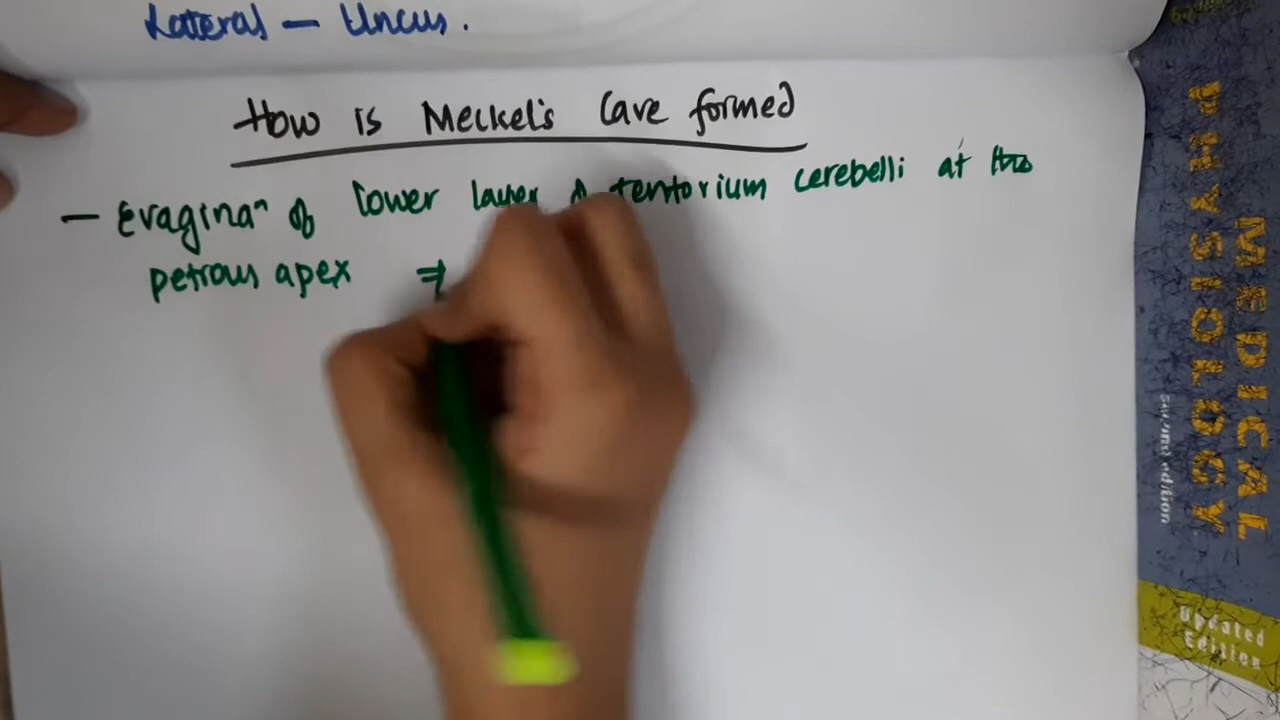 Lateral — Uncus.
How is Meckel's Cave formed
— Evaginaⁿ of lower layer of tentorium cerebelli at the
petrous apex ⇒
MEDICAL
PHYSIOLOGY
edition
Updated
Edition